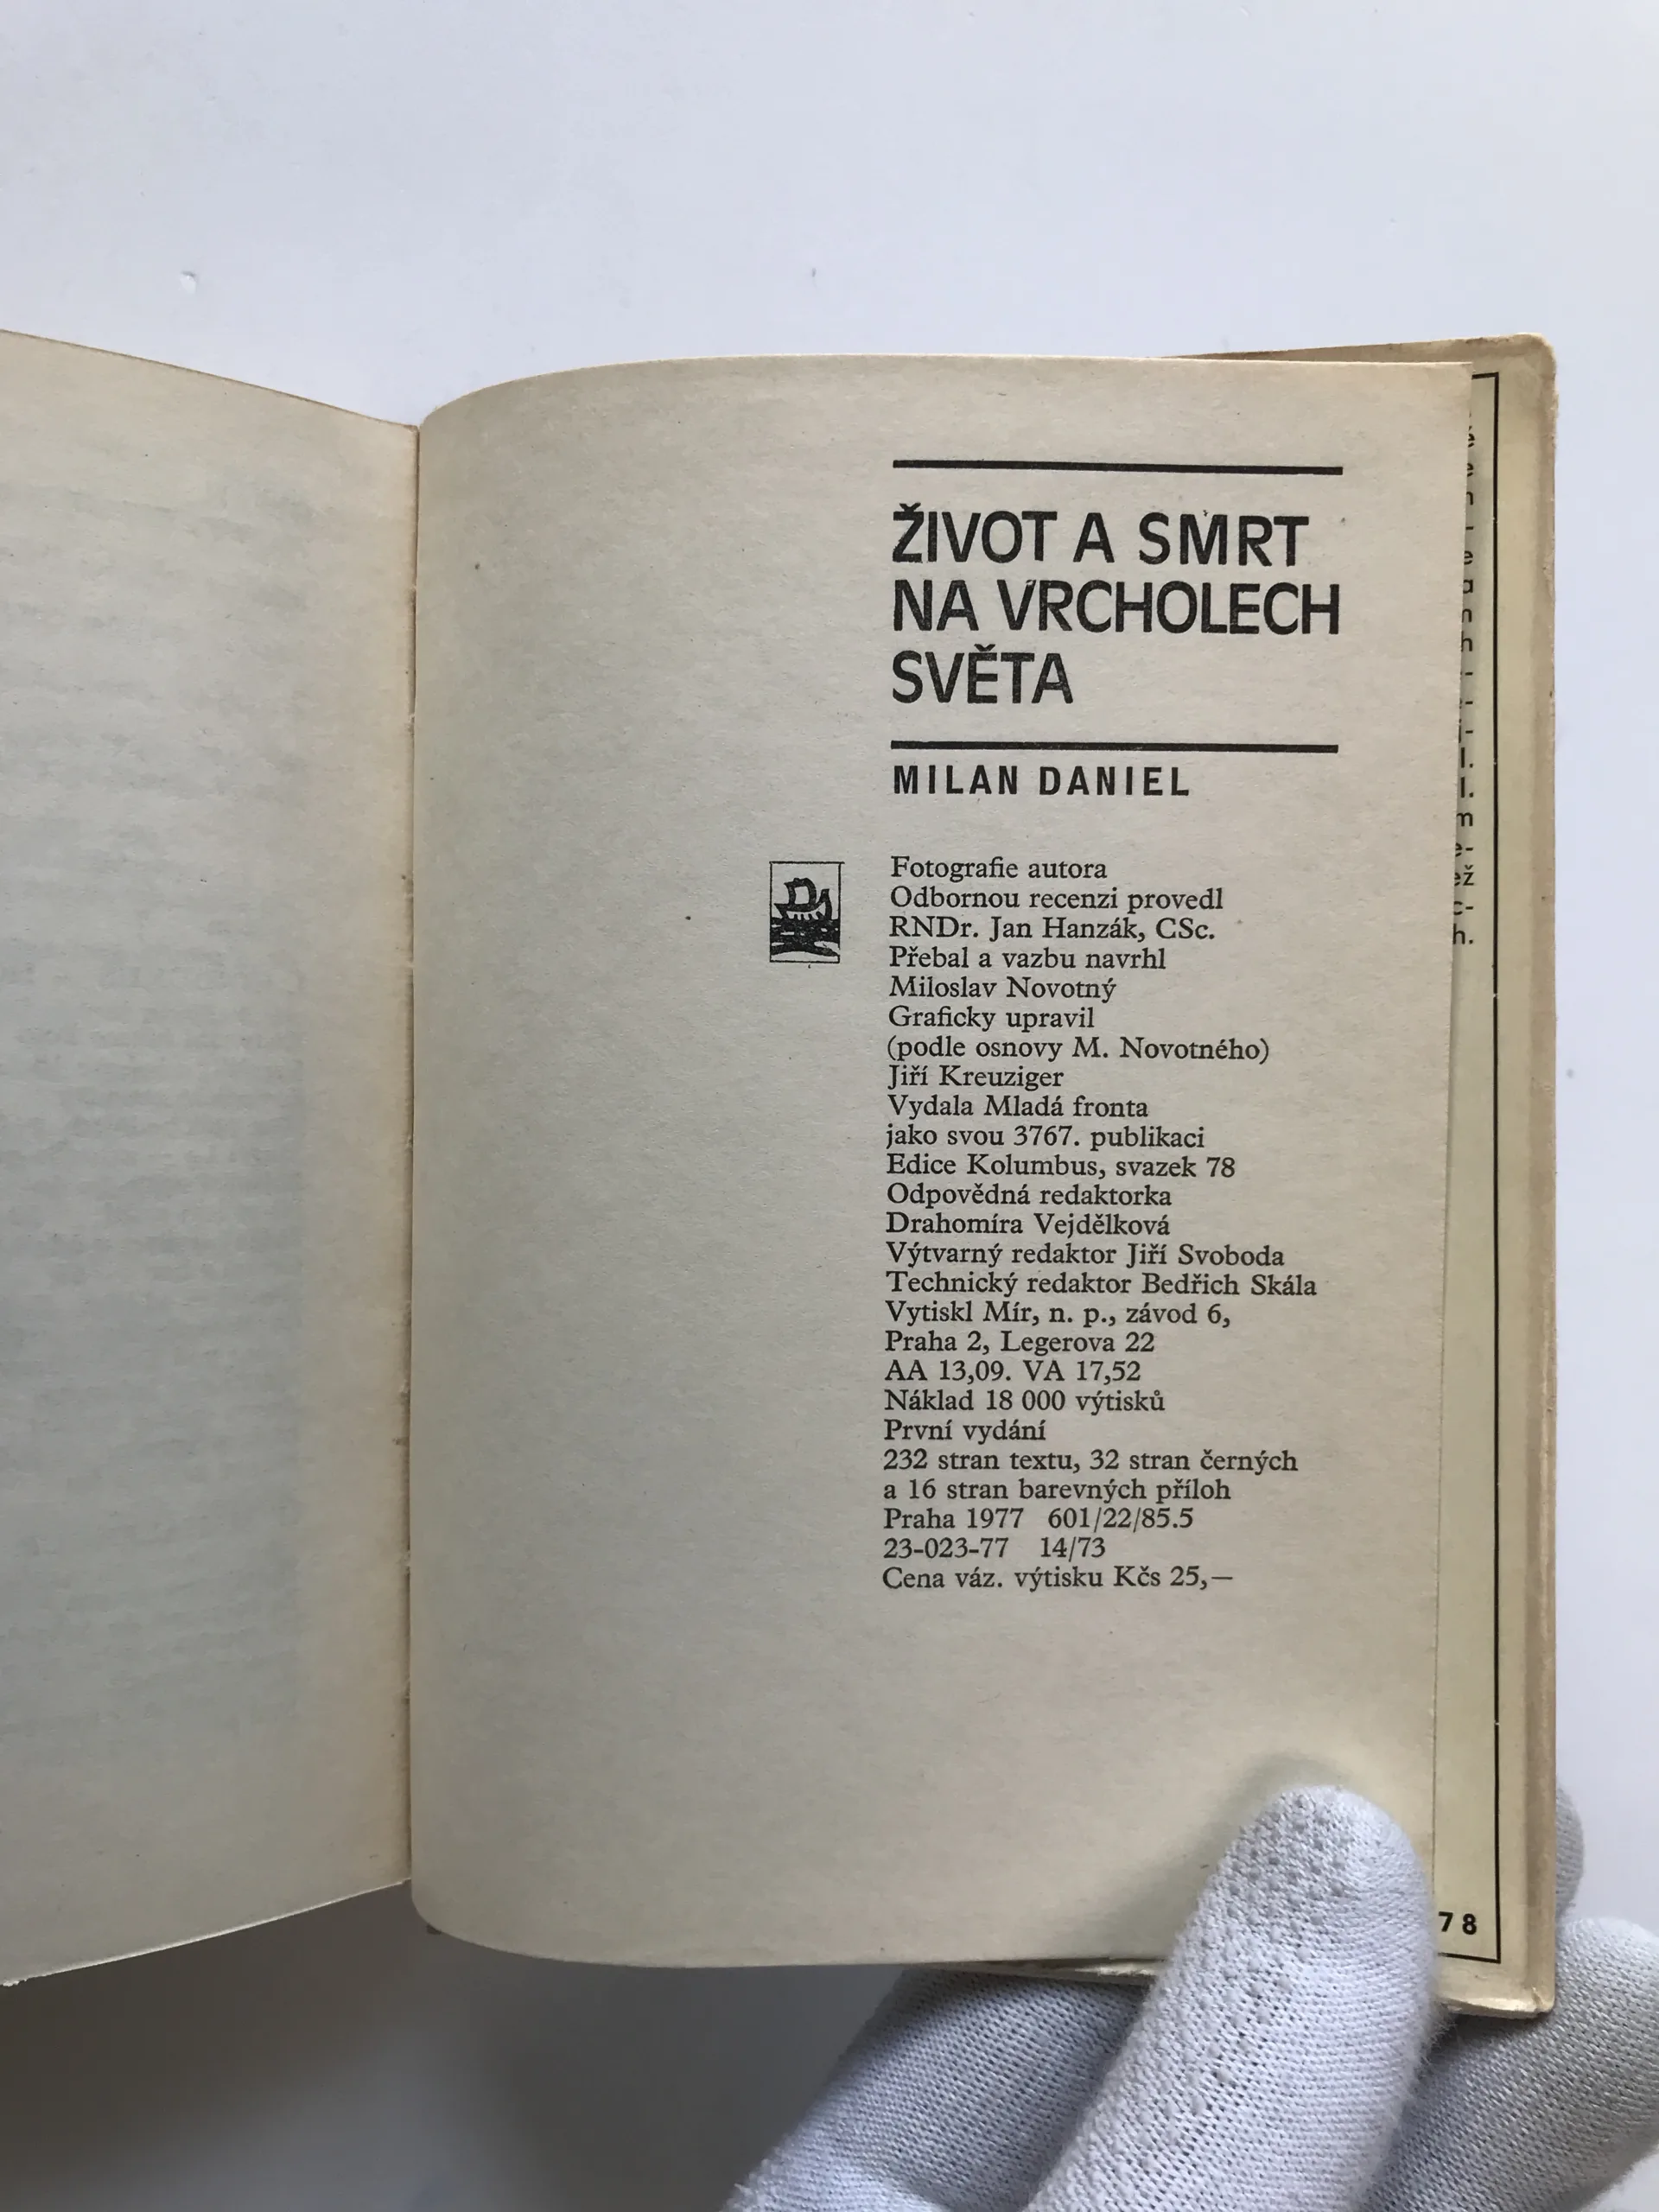 ŽIVOT A SMRT
NA VRCHOLECH
SVĚTA
MILAN DANIEL
Fotografie autora
Odbornou recenzi provedl
RNDr. Jan Hanzák, CSc.
Přebal a vazbu navrhl
Miloslav Novotný
Graficky upravil
(podle osnovy M. Novotného)
Jiří Kreuziger
Vydala Mladá fronta
jako svou 3767. publikaci
Edice Kolumbus, svazek 78
Odpovědná redaktorka
Drahomíra Vejdělková
Výtvarný redaktor Jiří Svoboda
Technický redaktor Bedřich Skála
Vytiskl Mír, n. p., závod 6,
Praha 2, Legerova 22
AA 13,09. VA 17,52
Náklad 18 000 výtisků
První vydání
232 stran textu, 32 stran černých
a 16 stran barevných příloh
Praha 1977 601/22/85.5
23-023-77 14/73
Cena váz. výtisku Kčs 25,—
78